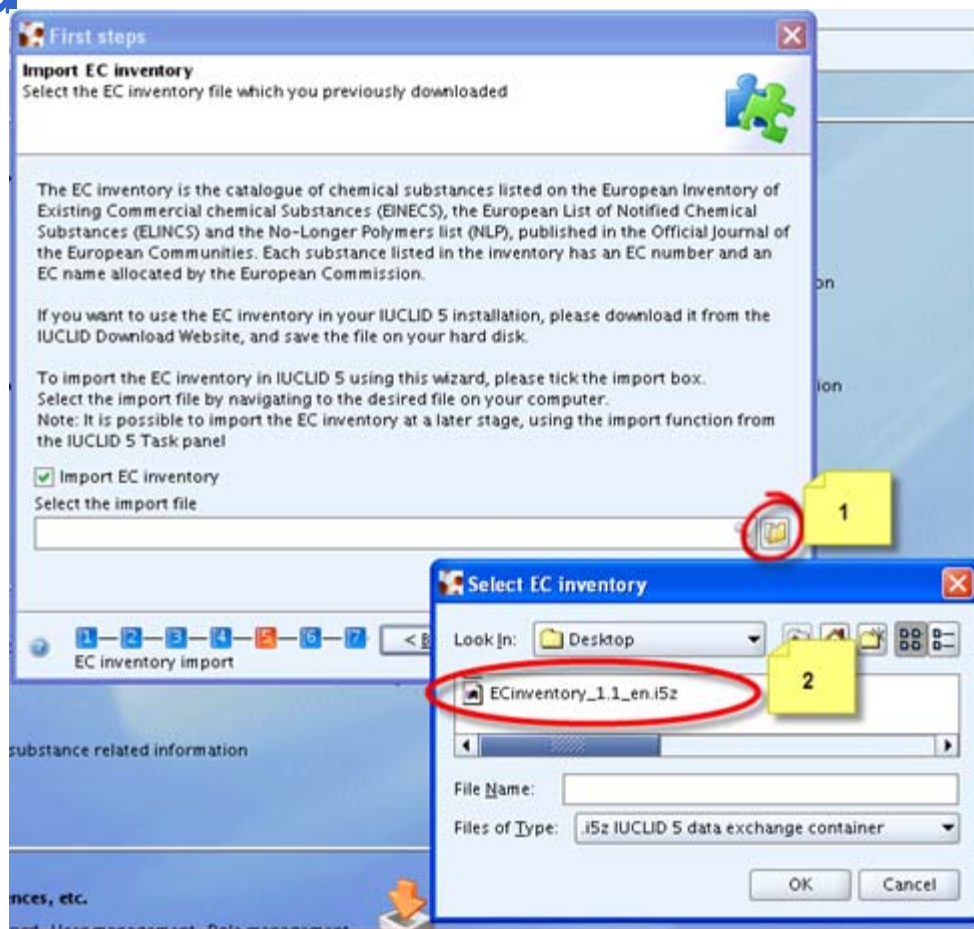 First steps
Import EC inventory
Select the EC inventory file which you previously downloaded
The EC inventory is the catalogue of chemical substances listed on the European Inventory of
Existing Commercial chemical Substances (EINECS), the European List of Notified Chemical
Substances (ELINCS) and the No-Longer Polymers list (NLP), published in the Official Journal of
the European Communities. Each substance listed in the inventory has an EC number and an
EC name allocated by the European Commission.
on
If you want to use the EC inventory in your IUCLID 5 installation, please download it from the
IUCLID Download Website, and save the file on your hard disk.
To import the EC inventory in IUCLID 5 using this wizard, please tick the import box.
ion
Select the import file by navigating to the desired file on your computer.
Note: It is possible to import the EC inventory at a later stage, using the import function from
the IUCLID 5 Task panel
Import EC inventory
Select the import file
1
Select EC inventory
1 2 3 4 5 6 7 < B
EC inventory import
Look In: Desktop
2
ECinventory_1.1_en.i5z
substance related information
File Name:
Files of Type: .i5z IUCLID 5 data exchange container
OK Cancel
nces, etc.
User management Role management